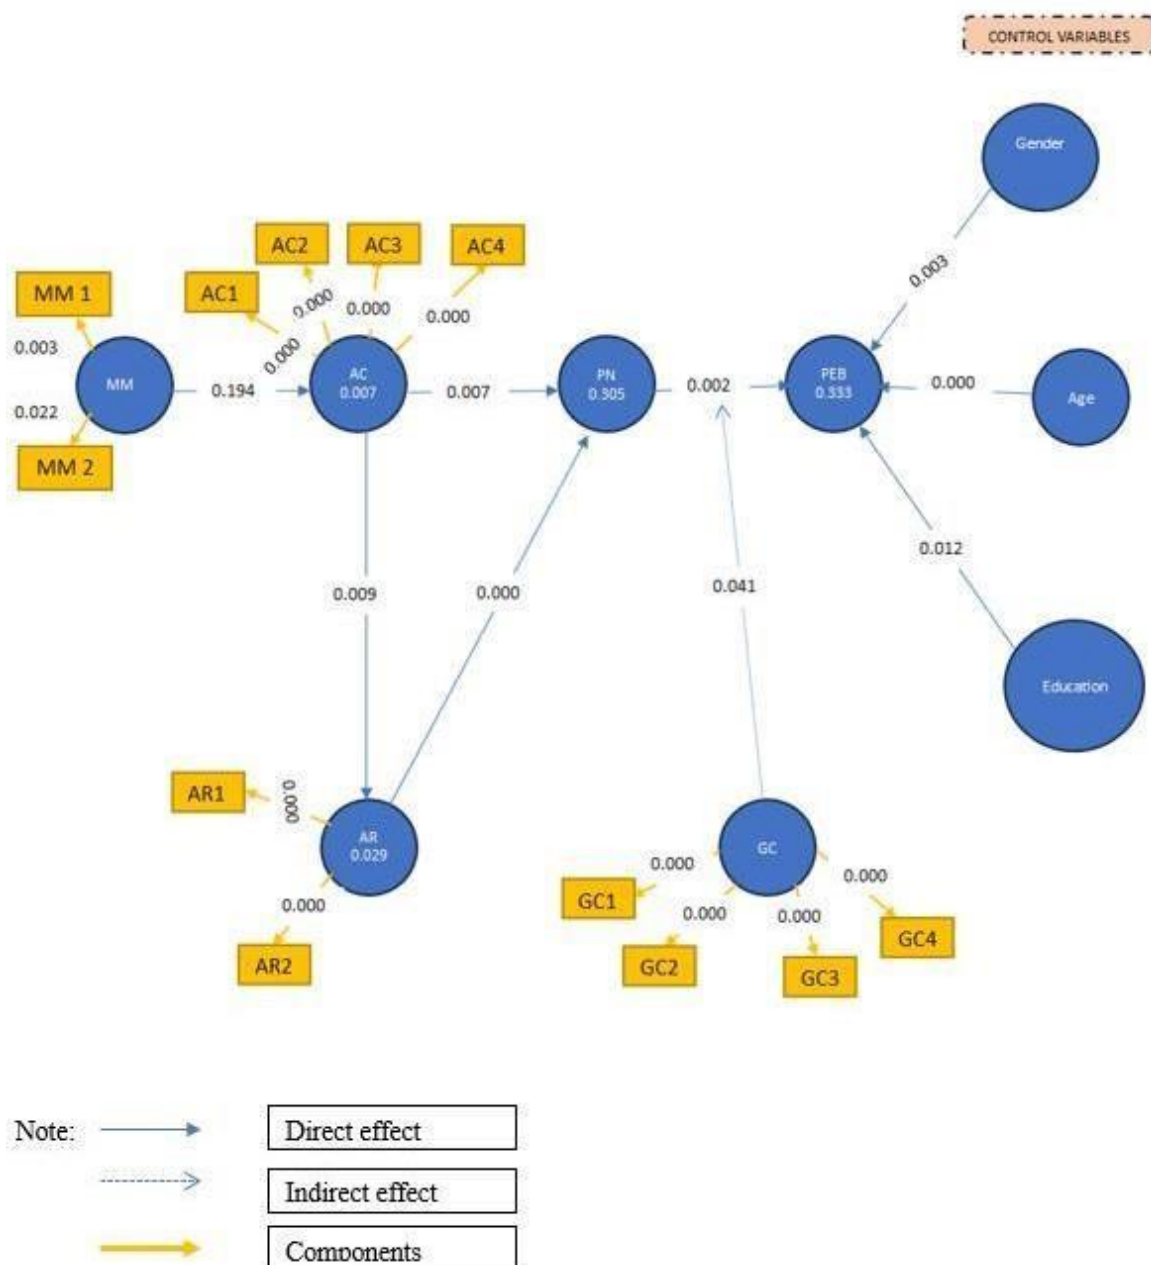 CONTROL VARIABLES
Gender
0.003
AC2
AC3
AC4
MM 1
AC1
0.000
0.000
0.000
0.000
0.003
MM
0.194
AC
0.007
0.007
PN
0.305
0.002
PEB
0.333
0.000
Age
0.022
MM 2
0.012
0.009
0.000
0.041
Education
AR1
0.000
AR
0.029
GC
0.000
0.000
0.000
GC1
0.000
0.000
GC4
AR2
GC2
GC3
Note:
Direct effect
Indirect effect
Components